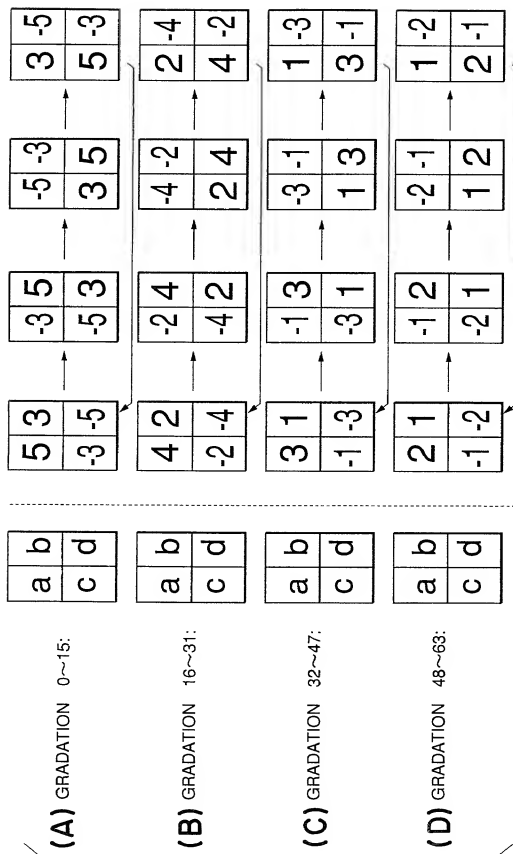 (A) GRADATION 0~15:
a b 5 3 -3 5 -5 -3 3 -5
c d -3 -5 -5 3 3 5 5 -3
(B) GRADATION 16~31:
a b 4 2 -2 4 -4 -2 2 -4
c d -2 -4 -4 2 2 4 4 -2
(C) GRADATION 32~47:
a b 3 1 -1 3 -3 -1 1 -3
c d -1 -3 -3 1 1 3 3 -1
(D) GRADATION 48~63:
a b 2 1 -1 2 -2 -1 1 -2
c d -1 -2 -2 1 1 2 2 -1